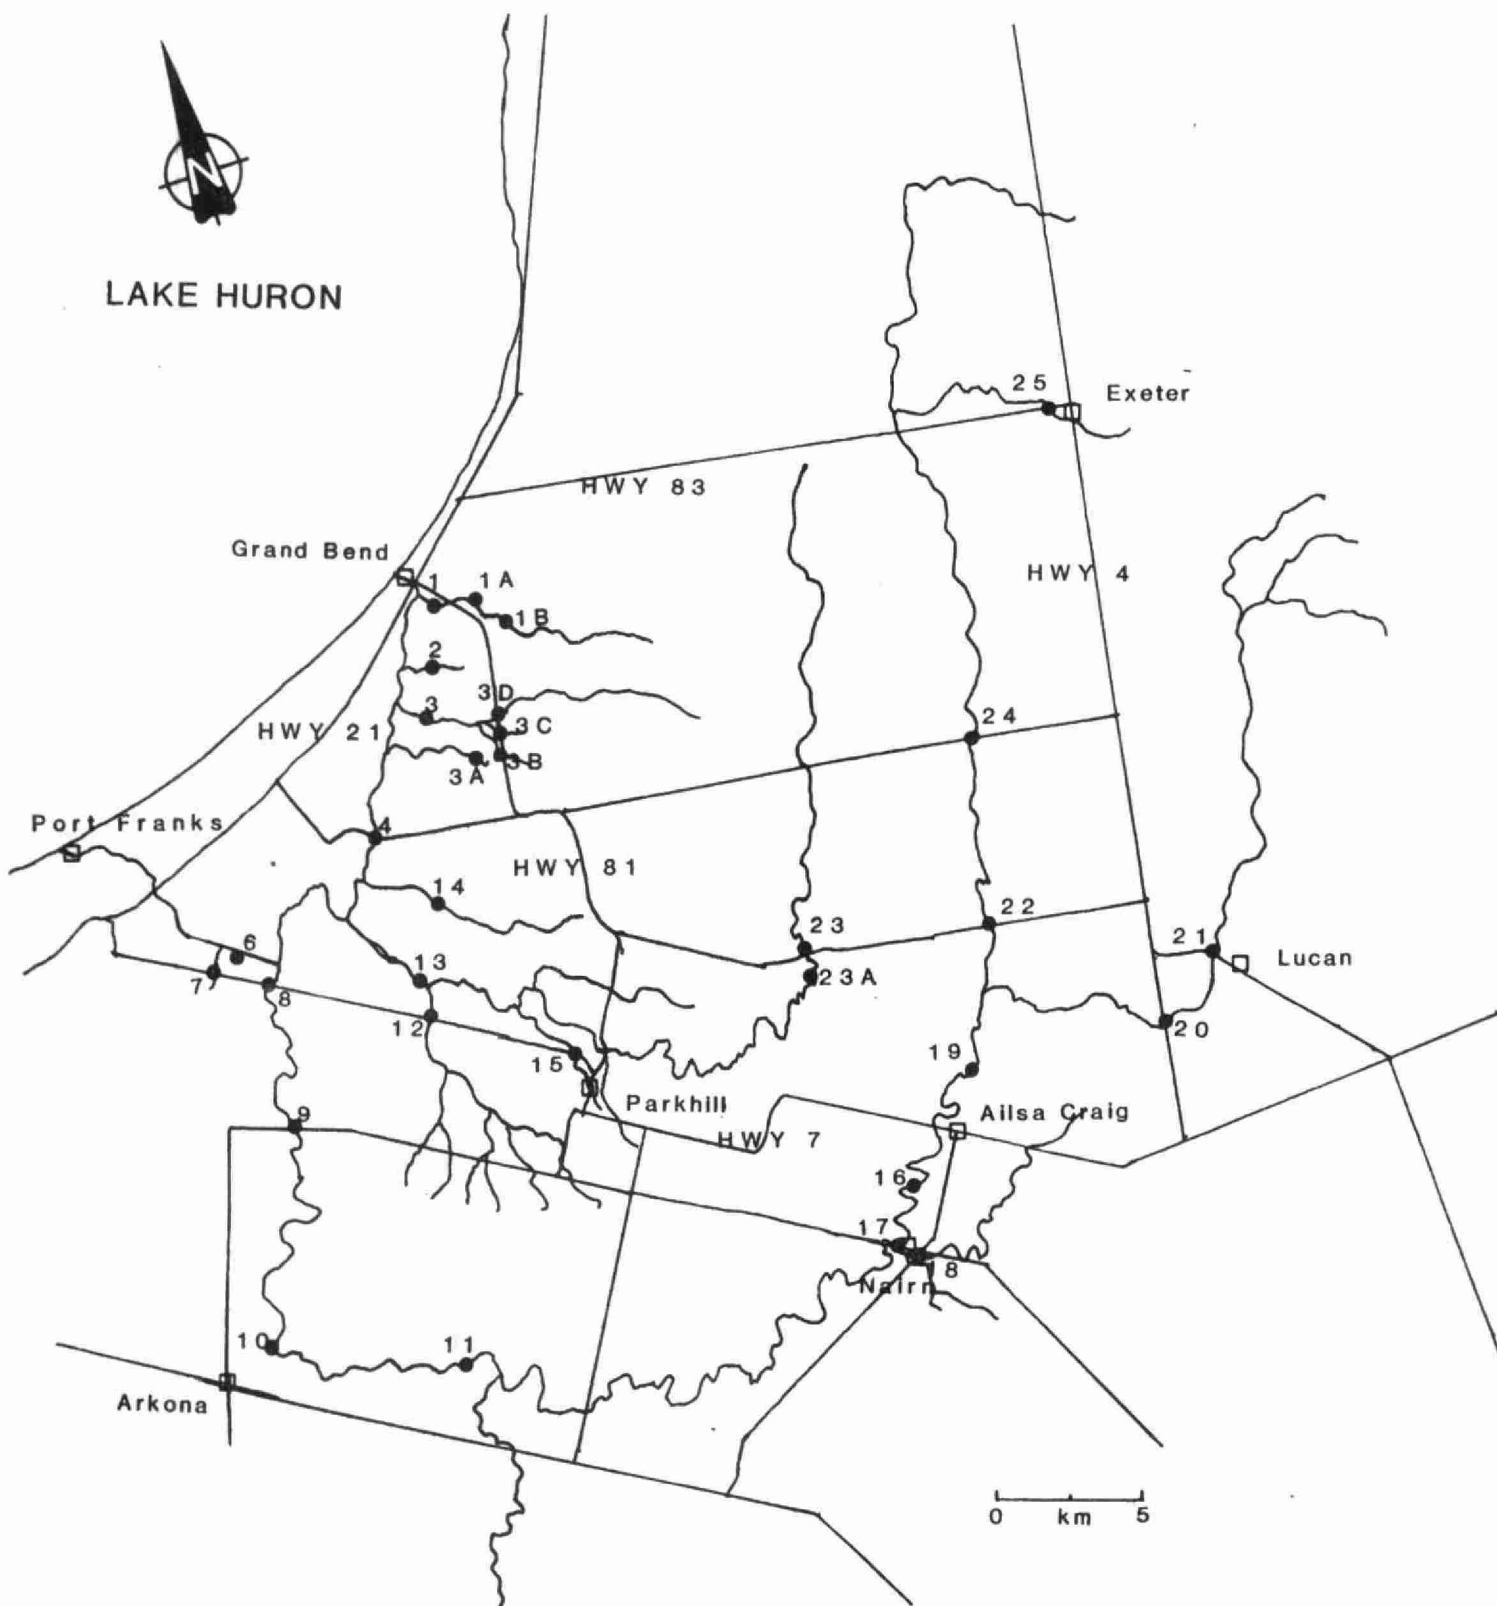 N
LAKE HURON
25
Exeter
HWY 83
Grand Bend
HWY 4
1
1A
1B
2
3D
3
3C
HWY 21
24
3A
3B
Port Franks
4
HWY 81
14
22
23
21
6
Lucan
13
7
8
23A
12
20
15
19
Parkhill
Ailsa Craig
9
HWY 7
16
17
18
Nairn
10
11
Arkona
0 km 5